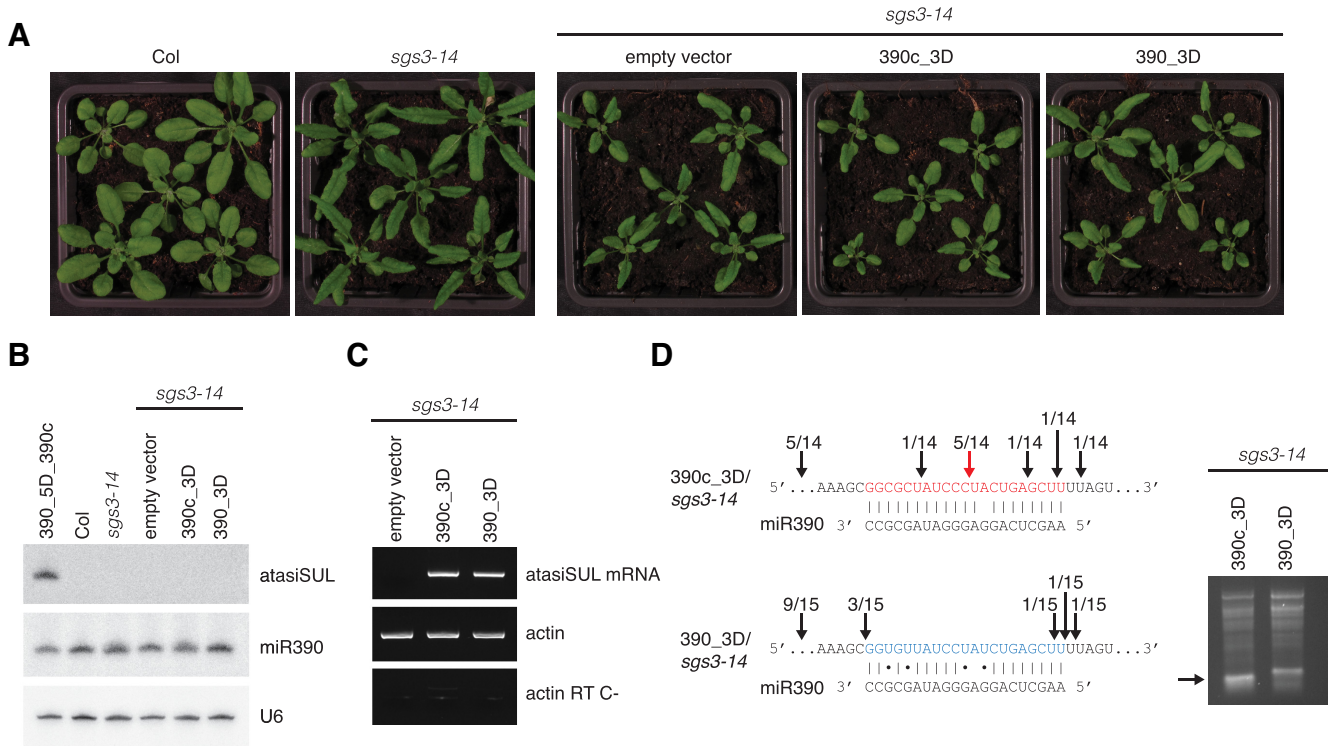 A
sgs3-14
Col
sgs3-14
empty vector
390c_3D
390_3D
B
sgs3-14
390_5D_390c
Col
sgs3-14
empty vector
390c_3D
390_3D
atasiSUL
miR390
U6
C
sgs3-14
empty vector
390c_3D
390_3D
atasiSUL mRNA
actin
actin RT C-
D
1/14
5/14 1/14 5/14 1/14 1/14
390c_3D/
sgs3-14
5′ ...AAAGCGGCGCUAUCCCUACUGAGCUUUUAGU...3′
miR390 3′ CCGCGAUAGGGAGGACUCGAA 5′
1/15
9/15 3/15 1/15 1/15
390_3D/
sgs3-14
5′ ...AAAGCGGUGUUAUCCUAUCUGAGCUUUUAGU...3′
miR390 3′ CCGCGAUAGGGAGGACUCGAA 5′
sgs3-14
390c_3D
390_3D